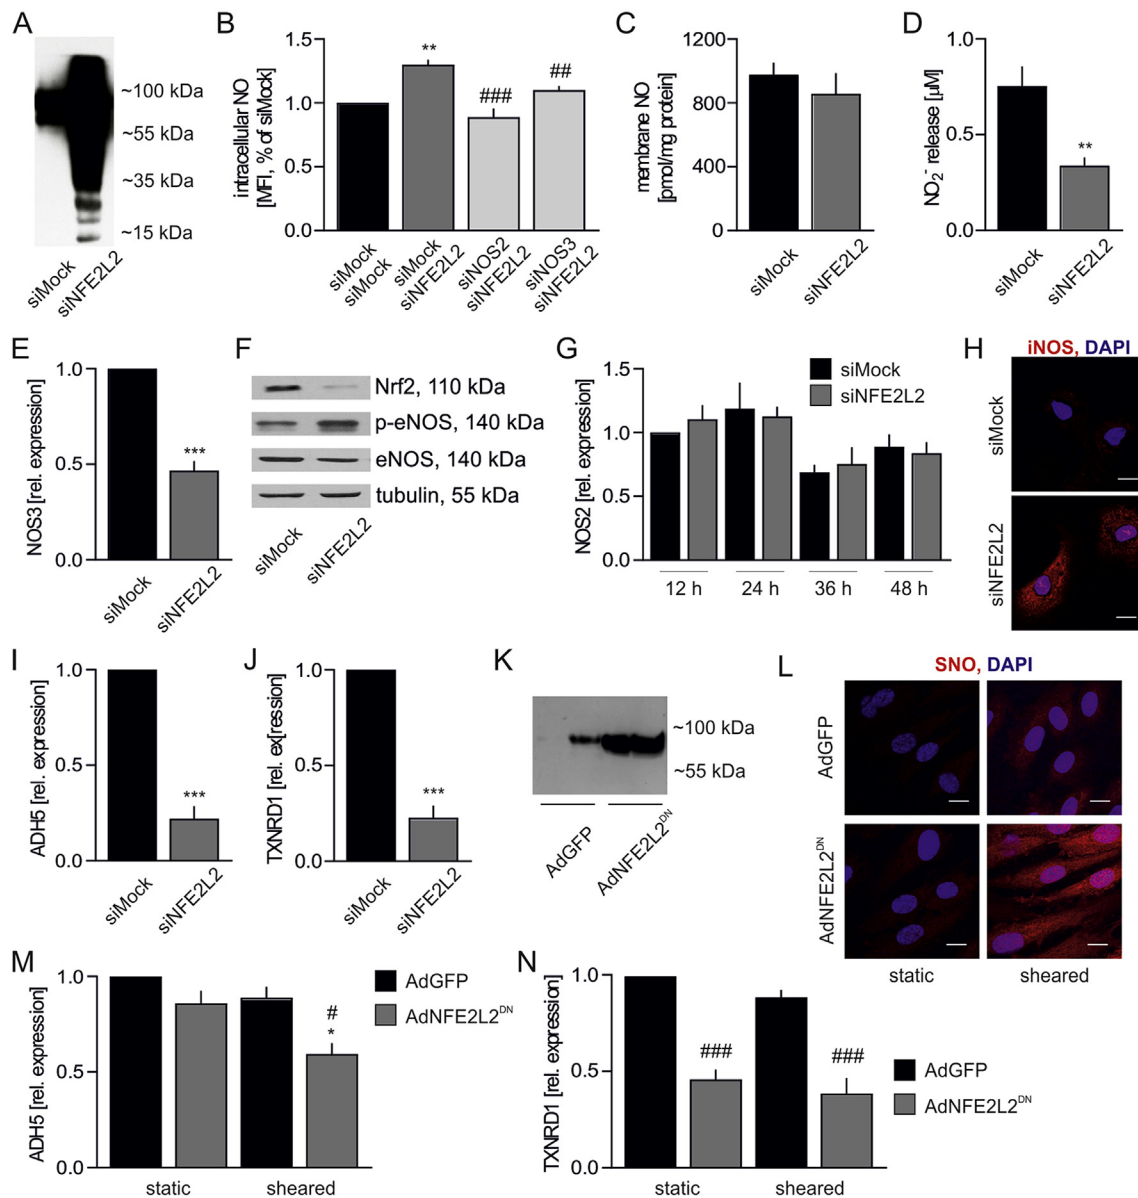 A
~100 kDa
~55 kDa
~35 kDa
~15 kDa
siMock
siNFE2L2
B
intracellular NO
[MFI, % of siMock]
1.5
1.0
0.5
0.0
**
###
##
siMock
siMock
siMock
siNFE2L2
siNOS2
siNFE2L2
siNOS3
siNFE2L2
C
membrane NO
[pmol/mg protein]
1200
800
400
0
siMock
siNFE2L2
D
NO2- release [µM]
1.0
0.5
0.0
**
siMock
siNFE2L2
E
NOS3 [rel. expression]
1.0
0.5
0.0
***
siMock
siNFE2L2
F
Nrf2, 110 kDa
p-eNOS, 140 kDa
eNOS, 140 kDa
tubulin, 55 kDa
siMock
siNFE2L2
G
NOS2 [rel. expression]
1.5
1.0
0.5
0.0
siMock
siNFE2L2
12 h
24 h
36 h
48 h
H
iNOS, DAPI
siMock
siNFE2L2
I
ADH5 [rel. expression]
1.0
0.5
0.0
***
siMock
siNFE2L2
J
TXNRD1 [rel. ex[ression]
1.0
0.5
0.0
***
siMock
siNFE2L2
K
~100 kDa
~55 kDa
AdGFP
AdNFE2L2DN
L
SNO, DAPI
AdGFP
AdNFE2L2DN
static
sheared
M
ADH5 [rel. expression]
1.0
0.5
0.0
#
*
static
sheared
AdGFP
AdNFE2L2DN
N
TXNRD1 [rel. expression]
1.0
0.5
0.0
###
###
static
sheared
AdGFP
AdNFE2L2DN